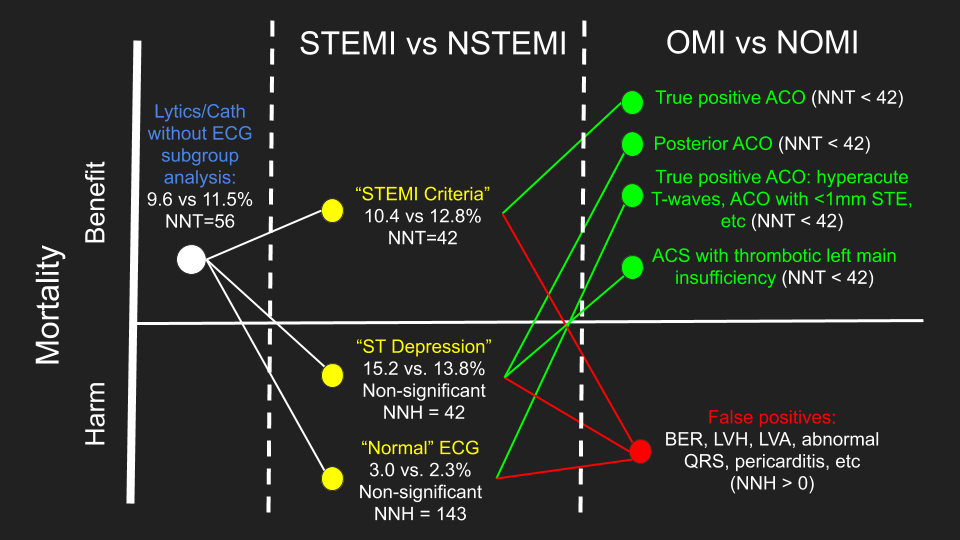 STEMI vs NSTEMI
OMI vs NOMI
Mortality
Benefit
Harm
Lytics/Cath
without ECG
subgroup
analysis:
9.6 vs 11.5%
NNT=56
“STEMI Criteria”
10.4 vs 12.8%
NNT=42
“ST Depression”
15.2 vs. 13.8%
Non-significant
NNH = 42
“Normal” ECG
3.0 vs. 2.3%
Non-significant
NNH = 143
True positive ACO (NNT < 42)
Posterior ACO (NNT < 42)
True positive ACO: hyperacute
T-waves, ACO with <1mm STE,
etc (NNT < 42)
ACS with thrombotic left main
insufficiency (NNT < 42)
False positives:
BER, LVH, LVA, abnormal
QRS, pericarditis, etc
(NNH > 0)